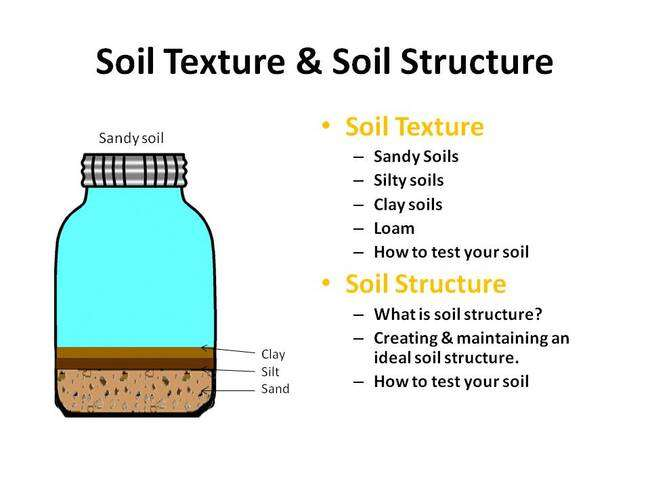 Soil Texture & Soil Structure
Sandy soil
Clay
Silt
Sand
• Soil Texture
– Sandy Soils
– Silty soils
– Clay soils
– Loam
– How to test your soil
• Soil Structure
– What is soil structure?
– Creating & maintaining an
ideal soil structure.
– How to test your soil